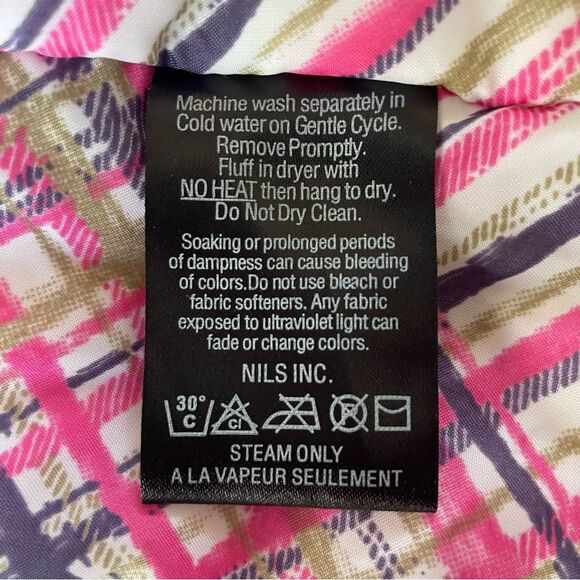 Machine wash separately in
Cold water on Gentle Cycle.
Remove Promptly.
Fluff in dryer with
NO HEAT then hang to dry.
Do Not Dry Clean.
Soaking or prolonged periods
of dampness can cause bleeding
of colors.Do not use bleach or
fabric softeners. Any fabric
exposed to ultraviolet light can
fade or change colors.
NILS INC.
30° C Cl
STEAM ONLY
A LA VAPEUR SEULEMENT